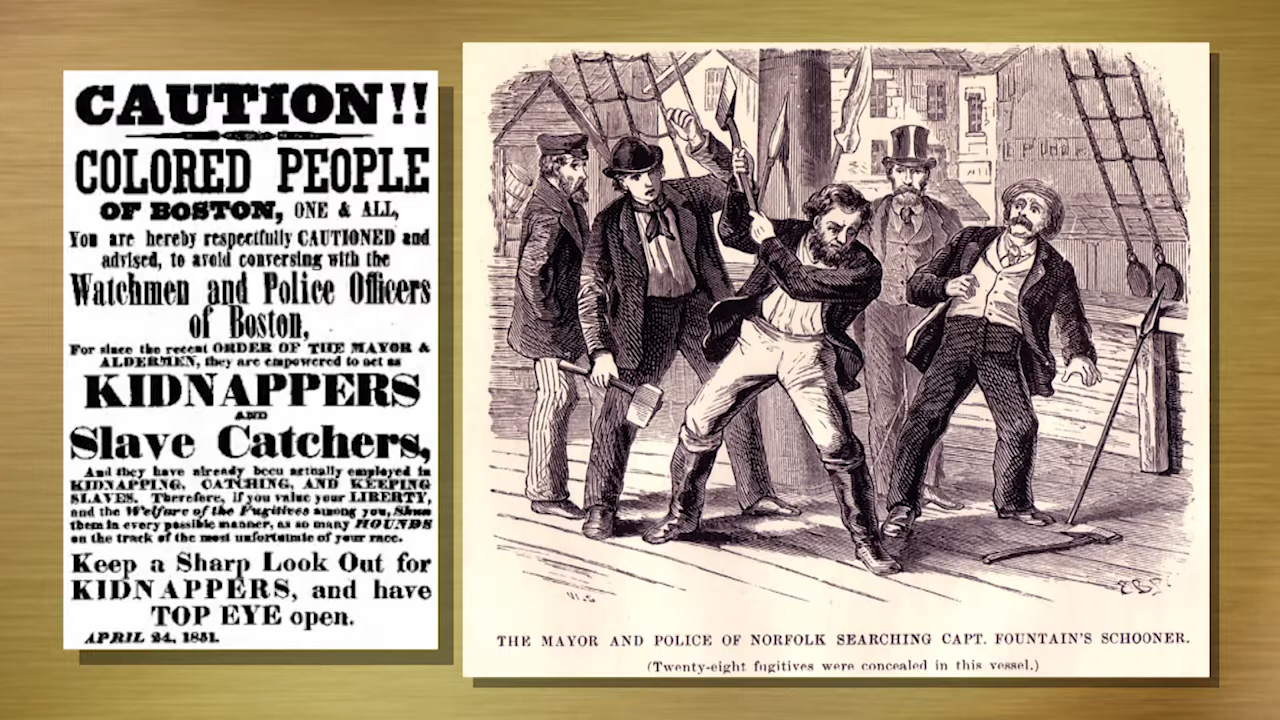 CAUTION!!
COLORED PEOPLE
OF BOSTON, ONE & ALL,
You are hereby respectfully CAUTIONED and
advised, to avoid conversing with the
Watchmen and Police Officers
of Boston,
For since the recent ORDER OF THE MAYOR &
ALDERMEN, they are empowered to act as
KIDNAPPERS
AND
Slave Catchers,
And they have already been actually employed in
KIDNAPPING, CATCHING, AND KEEPING
SLAVES. Therefore, if you value your LIBERTY,
and the Welfare of the Fugitives among you, Shun
them in every possible manner, as so many HOUNDS
on the track of the most unfortunate of your race.
Keep a Sharp Look Out for
KIDNAPPERS, and have
TOP EYE open.
APRIL 24, 1851.
THE MAYOR AND POLICE OF NORFOLK SEARCHING CAPT. FOUNTAIN'S SCHOONER.
(Twenty-eight fugitives were concealed in this vessel.)